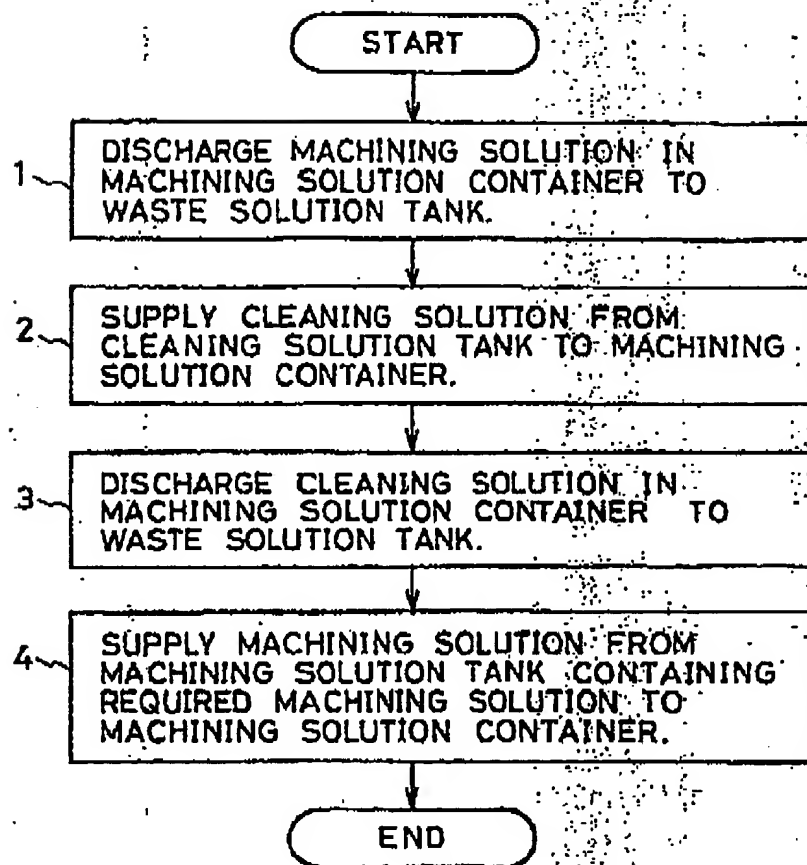 START
1
DISCHARGE MACHINING SOLUTION IN
MACHINING SOLUTION CONTAINER TO
WASTE SOLUTION TANK.
2
SUPPLY CLEANING SOLUTION FROM
CLEANING SOLUTION TANK TO MACHINING
SOLUTION CONTAINER.
3
DISCHARGE CLEANING SOLUTION IN
MACHINING SOLUTION CONTAINER TO
WASTE SOLUTION TANK.
4
SUPPLY MACHINING SOLUTION FROM
MACHINING SOLUTION TANK CONTAINING
REQUIRED MACHINING SOLUTION TO
MACHINING SOLUTION CONTAINER.
END